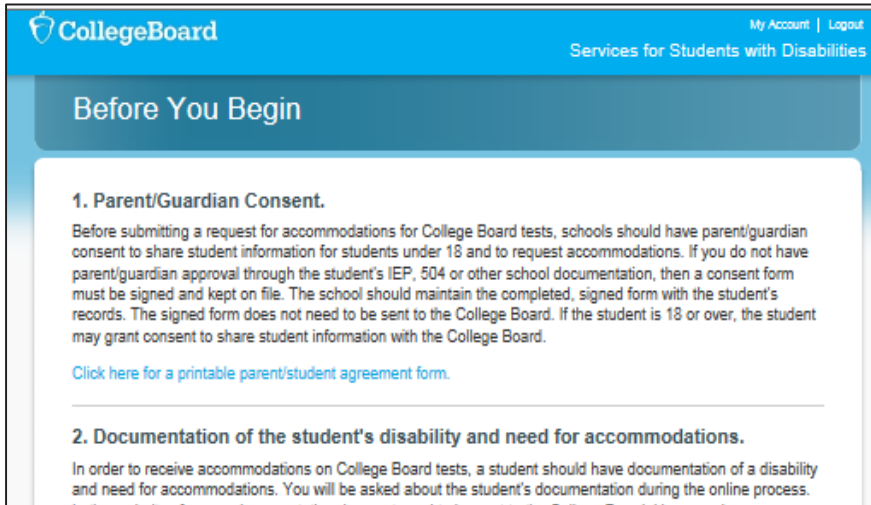 CollegeBoard
My Account | Logout
Services for Students with Disabilities
Before You Begin
1. Parent/Guardian Consent.
Before submitting a request for accommodations for College Board tests, schools should have parent/guardian
consent to share student information for students under 18 and to request accommodations. If you do not have
parent/guardian approval through the student's IEP, 504 or other school documentation, then a consent form
must be signed and kept on file. The school should maintain the completed, signed form with the student's
records. The signed form does not need to be sent to the College Board. If the student is 18 or over, the student
may grant consent to share student information with the College Board.
Click here for a printable parent/student agreement form.
2. Documentation of the student's disability and need for accommodations.
In order to receive accommodations on College Board tests, a student should have documentation of a disability
and need for accommodations. You will be asked about the student's documentation during the online process.